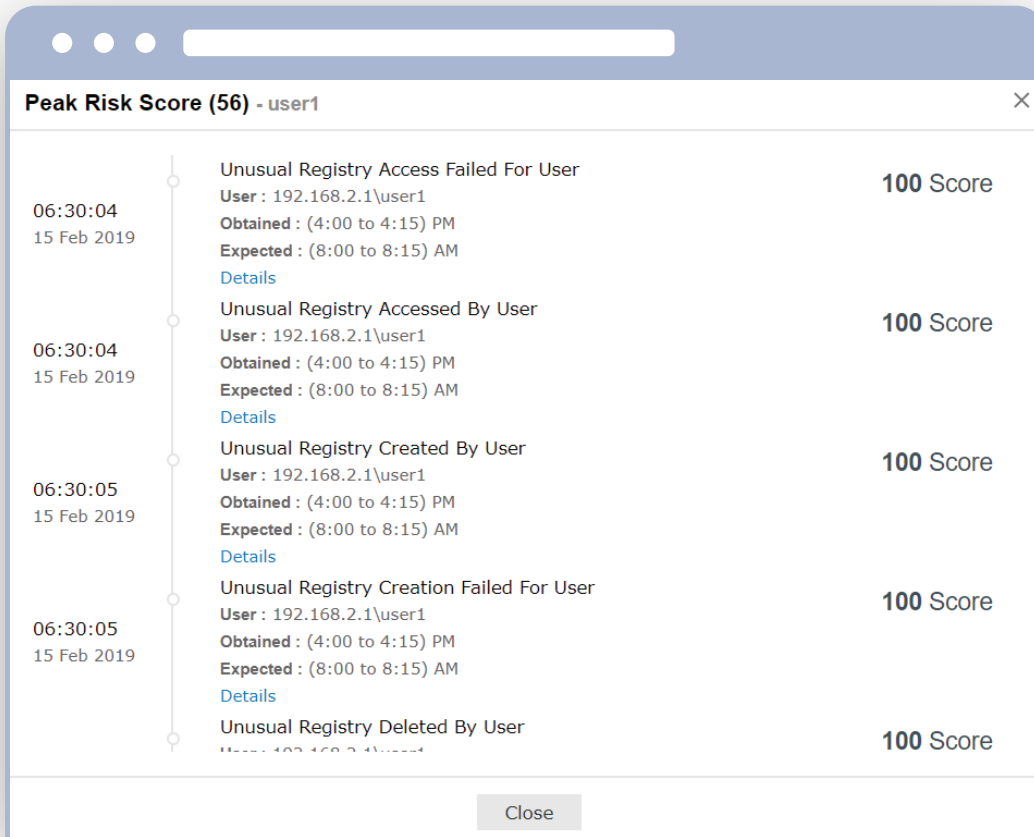 Peak Risk Score (56) - user1
Unusual Registry Access Failed For User
100 Score
User : 192.168.2.1\user1
06:30:04
Obtained : (4:00 to 4:15) PM
15 Feb 2019
Expected : (8:00 to 8:15) AM
Details
Unusual Registry Accessed By User
100 Score
User : 192.168.2.1\user1
06:30:04
Obtained : (4:00 to 4:15) PM
15 Feb 2019
Expected : (8:00 to 8:15) AM
Details
Unusual Registry Created By User
100 Score
User : 192.168.2.1\user1
06:30:05
Obtained : (4:00 to 4:15) PM
15 Feb 2019
Expected : (8:00 to 8:15) AM
Details
Unusual Registry Creation Failed For User
100 Score
User : 192.168.2.1\user1
06:30:05
Obtained : (4:00 to 4:15) PM
15 Feb 2019
Expected : (8:00 to 8:15) AM
Details
Unusual Registry Deleted By User
100 Score
Close